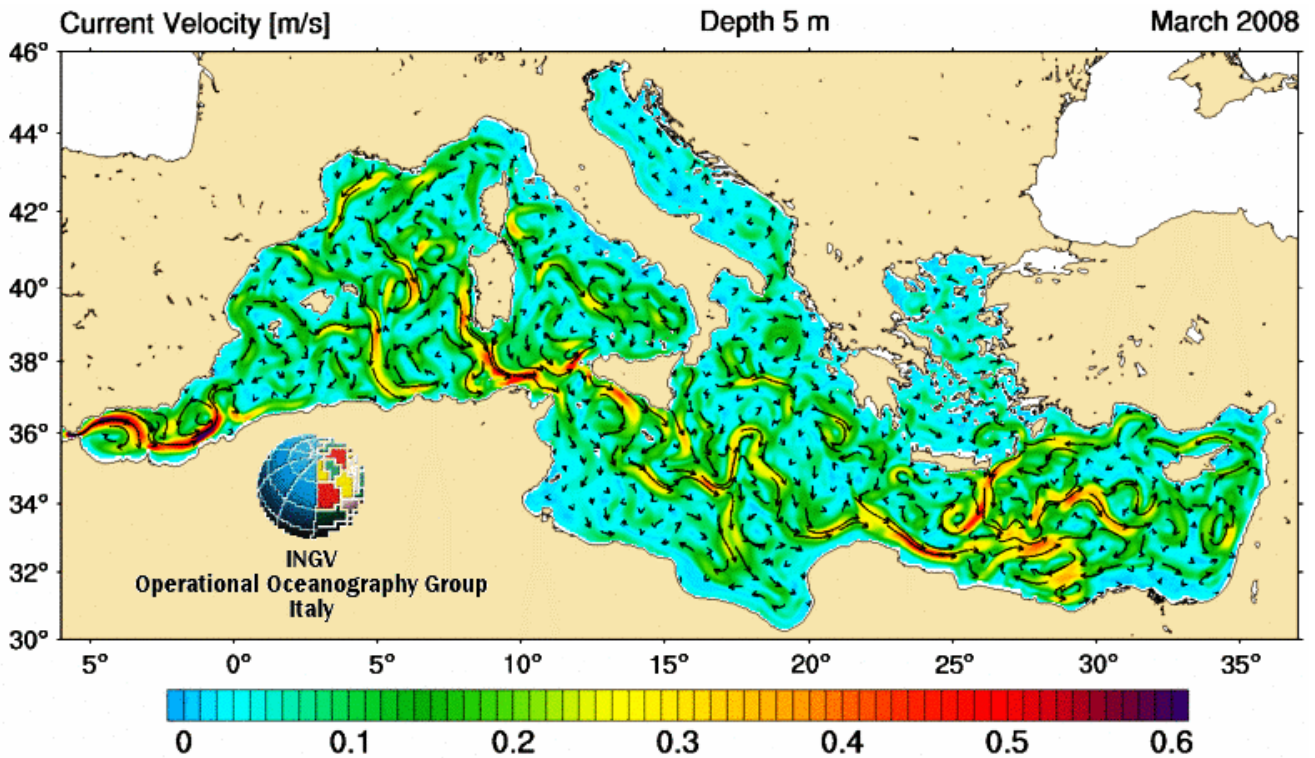 Current Velocity [m/s] Depth 5 m March 2008
46°
44°
42°
40°
38°
36°
34°
32°
30°
INGV
Operational Oceanography Group
Italy
5° 0° 5° 10° 15° 20° 25° 30° 35°
0 0.1 0.2 0.3 0.4 0.5 0.6